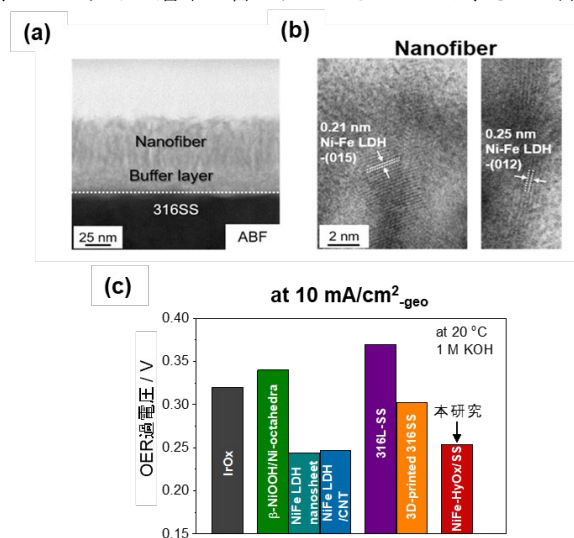 (a)
Nanofiber
Buffer layer
316SS
25 nm
ABF
(b)
Nanofiber
0.21 nm
Ni-Fe LDH
-(015)
2 nm
0.25 nm
Ni-Fe LDH
-(012)
(c)
at 10 mA/cm²-geo
OER過電圧 / V
0.40
0.35
0.30
0.25
0.20
0.15
at 20 °C
1 M KOH
本研究
IrOx
β-NiOOH/Ni-octahedra
NiFe LDH
nanosheet
NiFe LDH
/CNT
316L-SS
3D-printed 316SS
NiFe-HyOx/SS